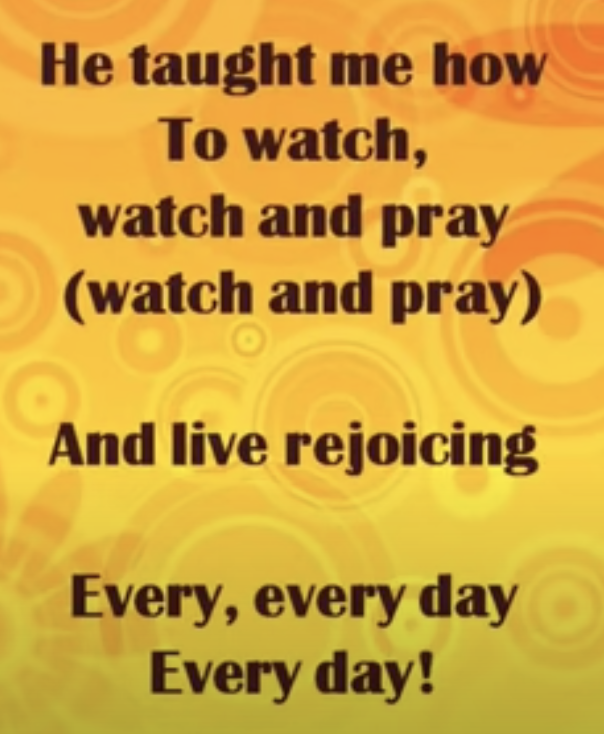 He taught me how
To watch,
watch and pray
(watch and pray)
And live rejoicing
Every, every day
Every day!